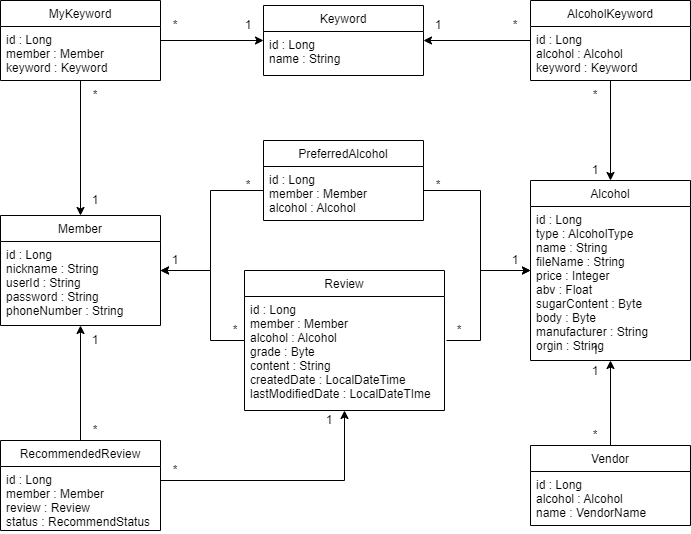 MyKeyword
id : Long
member : Member
keyword : Keyword
*
1
Keyword
id : Long
name : String
1
*
AlcoholKeyword
id : Long
alcohol : Alcohol
keyword : Keyword
*
1
*
1
PreferredAlcohol
id : Long
member : Member
alcohol : Alcohol
*
*
Member
id : Long
nickname : String
userId : String
password : String
phoneNumber : String
1
1
Alcohol
id : Long
type : AlcoholType
name : String
fileName : String
price : Integer
abv : Float
sugarContent : Byte
body : Byte
manufacturer : String
orgin : String
Review
id : Long
member : Member
alcohol : Alcohol
grade : Byte
content : String
createdDate : LocalDateTime
lastModifiedDate : LocalDateTIme
*
*
1
*
1
*
1
*
RecommendedReview
id : Long
member : Member
review : Review
status : RecommendStatus
Vendor
id : Long
alcohol : Alcohol
name : VendorName